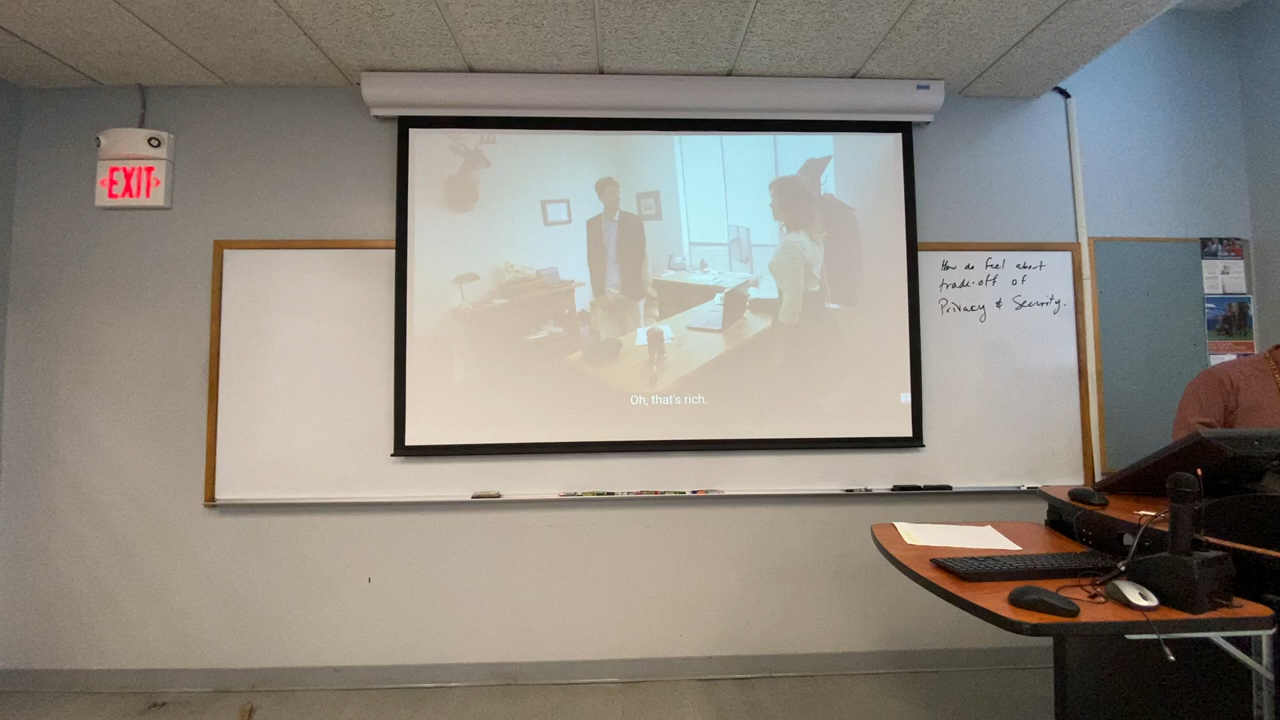 EXIT
How do feel about
trade-off of
Privacy & Security.
Oh, that's rich.